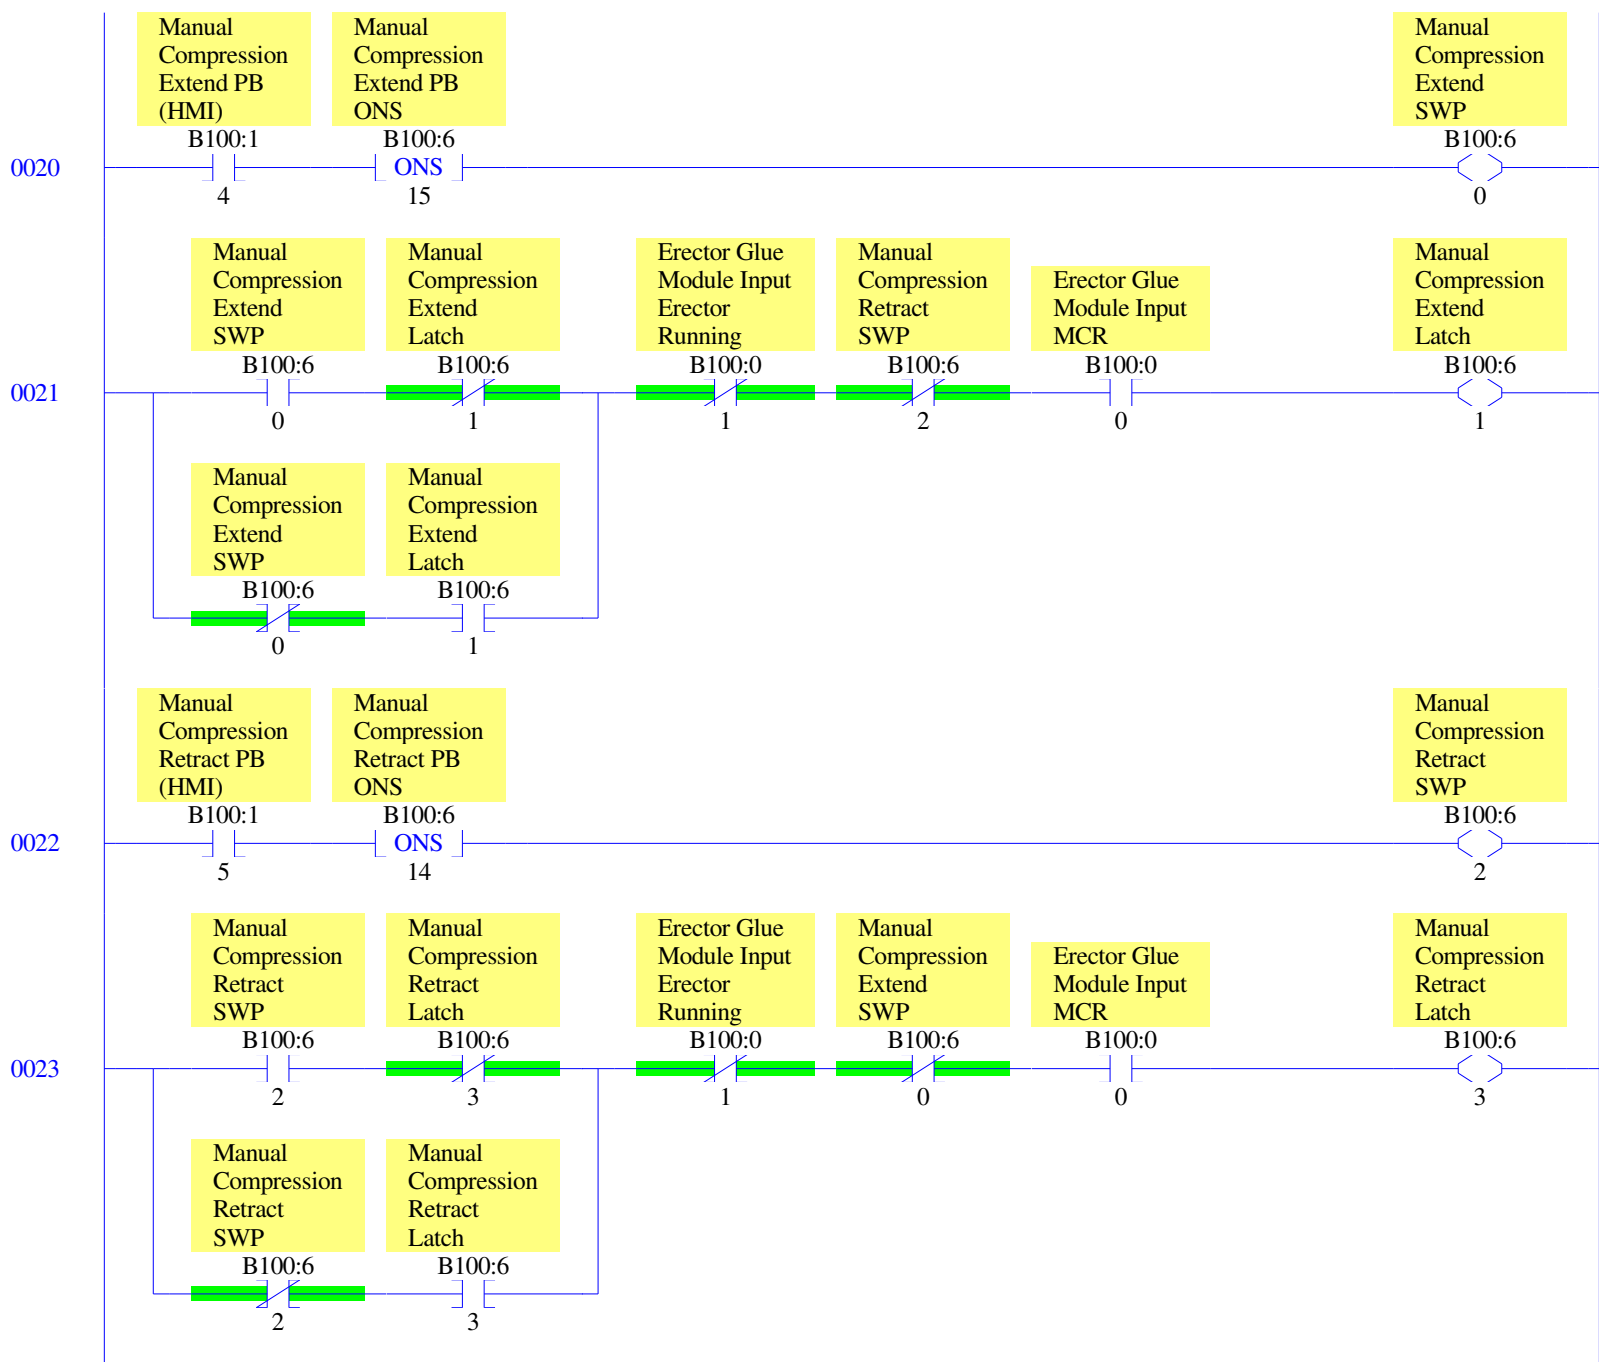 Manual
Compression
Extend PB
(HMI)
B100:1
4
Manual
Compression
Extend PB
ONS
B100:6
ONS
15
Manual
Compression
Extend
SWP
B100:6
0
0020
Manual
Compression
Extend
SWP
B100:6
0
Manual
Compression
Extend
Latch
B100:6
1
Erector Glue
Module Input
Erector
Running
B100:0
1
Manual
Compression
Retract
SWP
B100:6
2
Erector Glue
Module Input
MCR
B100:0
0
Manual
Compression
Extend
Latch
B100:6
1
0021
Manual
Compression
Extend
SWP
B100:6
0
Manual
Compression
Extend
Latch
B100:6
1
Manual
Compression
Retract PB
(HMI)
B100:1
5
Manual
Compression
Retract PB
ONS
B100:6
ONS
14
Manual
Compression
Retract
SWP
B100:6
2
0022
Manual
Compression
Retract
SWP
B100:6
2
Manual
Compression
Retract
Latch
B100:6
3
Erector Glue
Module Input
Erector
Running
B100:0
1
Manual
Compression
Extend
SWP
B100:6
0
Erector Glue
Module Input
MCR
B100:0
0
Manual
Compression
Retract
Latch
B100:6
3
0023
Manual
Compression
Retract
SWP
B100:6
2
Manual
Compression
Retract
Latch
B100:6
3